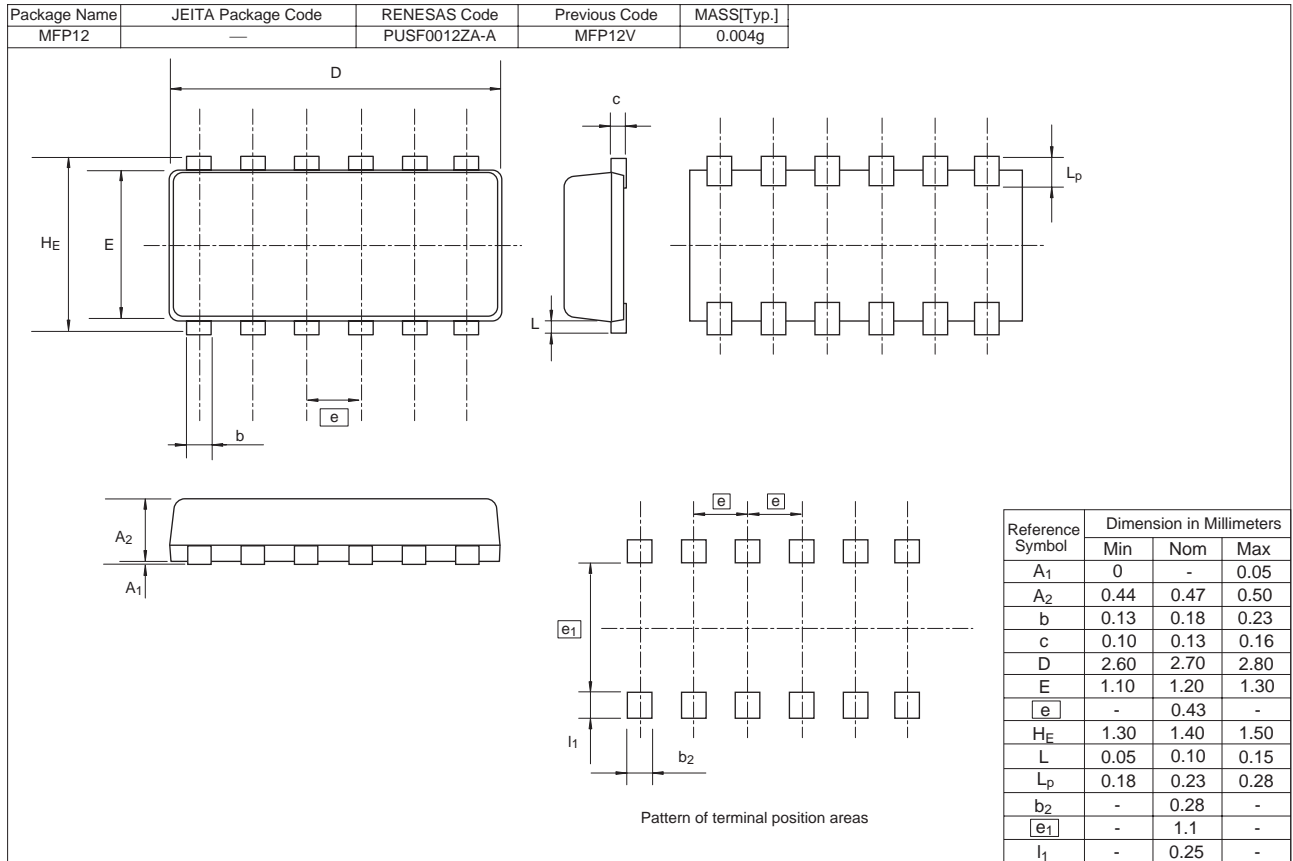 Package Name JEITA Package Code RENESAS Code Previous Code MASS[Typ.]
MFP12 — PUSF0012ZA-A MFP12V 0.004g
D
c
Lp
HE
E
L
e
b
A2
A1
e e
e1
l1
b2
Pattern of terminal position areas
Reference Symbol Dimension in Millimeters
Min Nom Max
A1 0 - 0.05
A2 0.44 0.47 0.50
b 0.13 0.18 0.23
c 0.10 0.13 0.16
D 2.60 2.70 2.80
E 1.10 1.20 1.30
e - 0.43 -
HE 1.30 1.40 1.50
L 0.05 0.10 0.15
Lp 0.18 0.23 0.28
b2 - 0.28 -
e1 - 1.1 -
l1 - 0.25 -